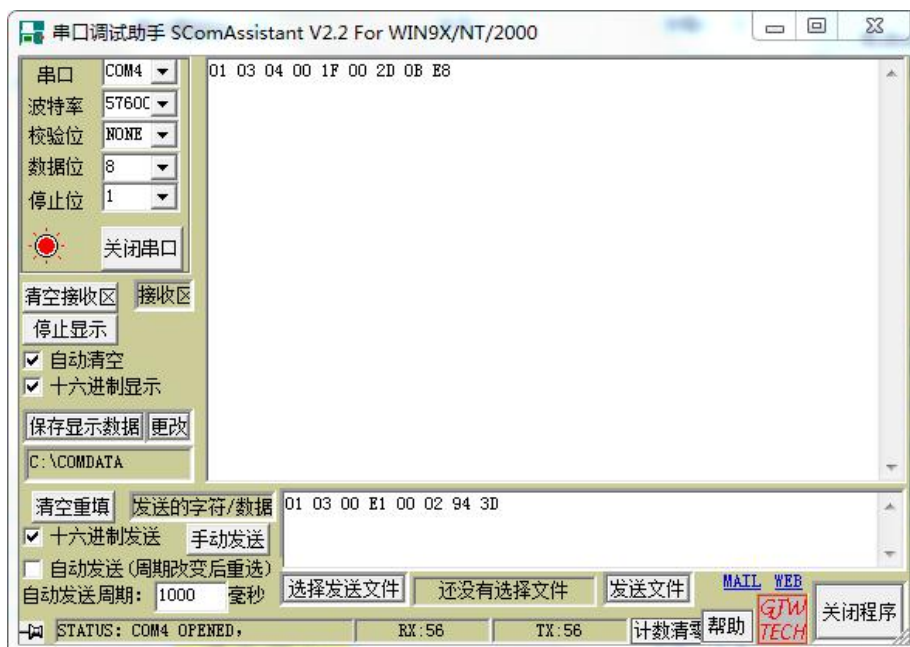 串口调试助手 SComAssistant V2.2 For WIN9X/NT/2000
串口 COM4
波特率 57600
校验位 NONE
数据位 8
停止位 1
关闭串口
01 03 04 00 1F 00 2D 0B E8
清空接收区 接收区
停止显示
自动清空
十六进制显示
保存显示数据 更改
C:\COMDATA
清空重填 发送的字符/数据 01 03 00 E1 00 02 94 3D
十六进制发送 手动发送
自动发送(周期改变后重选)
自动发送周期: 1000 毫秒 选择发送文件 还没有选择文件 发送文件 MAIL WEB
GJW TECH
关闭程序
STATUS: COM4 OPENED, RX:56 TX:56 计数清零 帮助